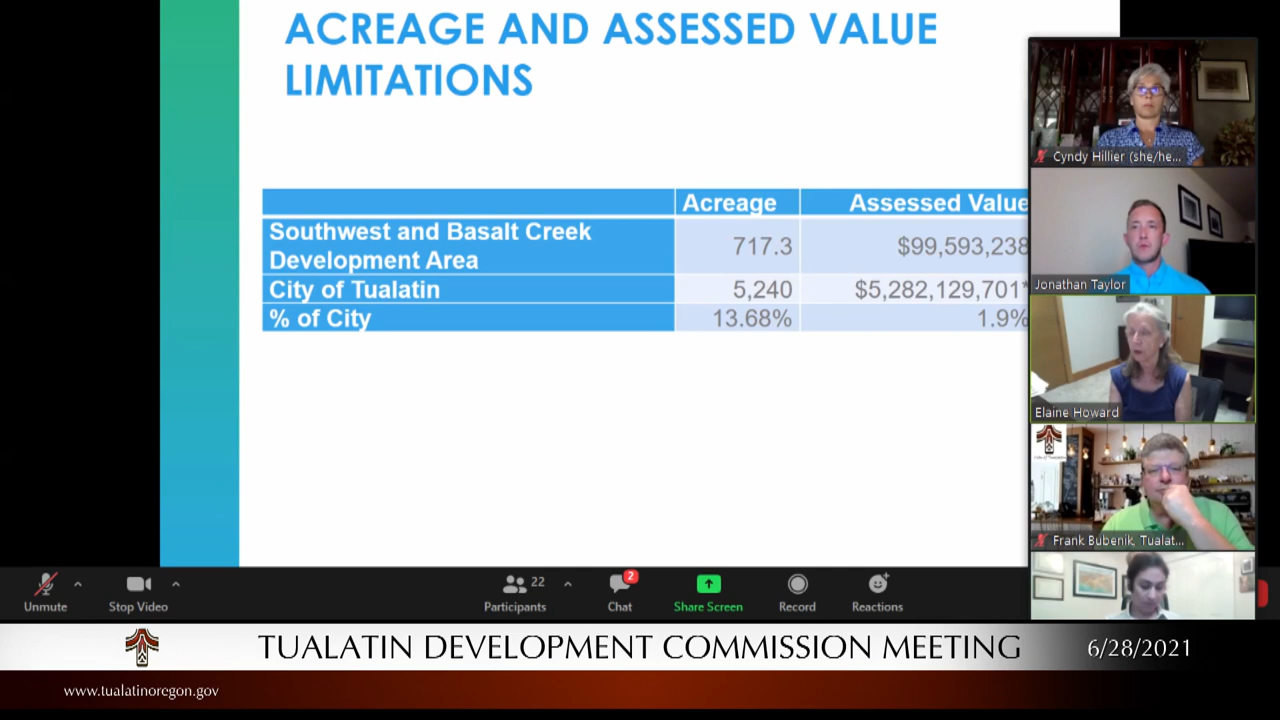 ACREAGE AND ASSESSED VALUE
LIMITATIONS
Acreage Assessed Value
Southwest and Basalt Creek
Development Area 717.3 $99,593,238
City of Tualatin 5,240 $5,282,129,701*
% of City 13.68% 1.9%
Cyndy Hillier (she/he...
Jonathan Taylor
Elaine Howard
Frank Bubenik, Tualat...
Unmute
Stop Video
22
Participants
2
Chat
Share Screen
Record
Reactions
TUALATIN DEVELOPMENT COMMISSION MEETING 6/28/2021
www.tualatinoregon.gov